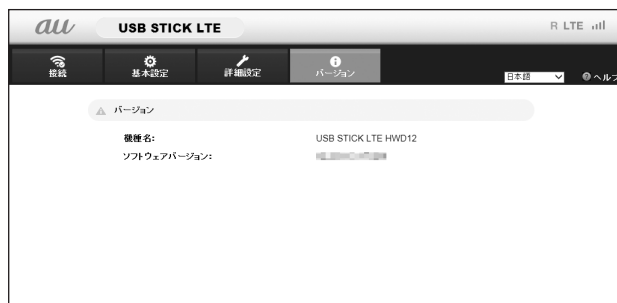 au USB STICK LTE R LTE
接続 基本設定 詳細設定 バージョン
日本語 ヘルプ
バージョン
機種名: USB STICK LTE HWD12
ソフトウェアバージョン: